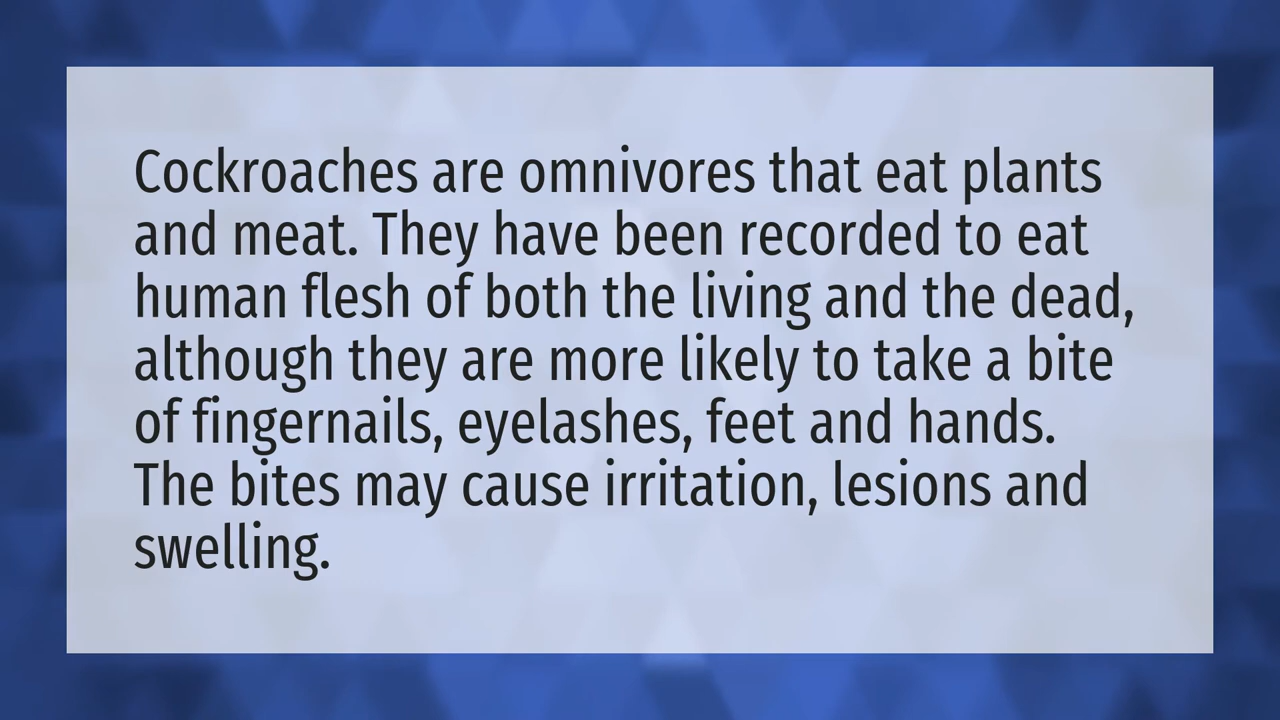 Cockroaches are omnivores that eat plants
and meat. They have been recorded to eat
human flesh of both the living and the dead,
although they are more likely to take a bite
of fingernails, eyelashes, feet and hands.
The bites may cause irritation, lesions and
swelling.